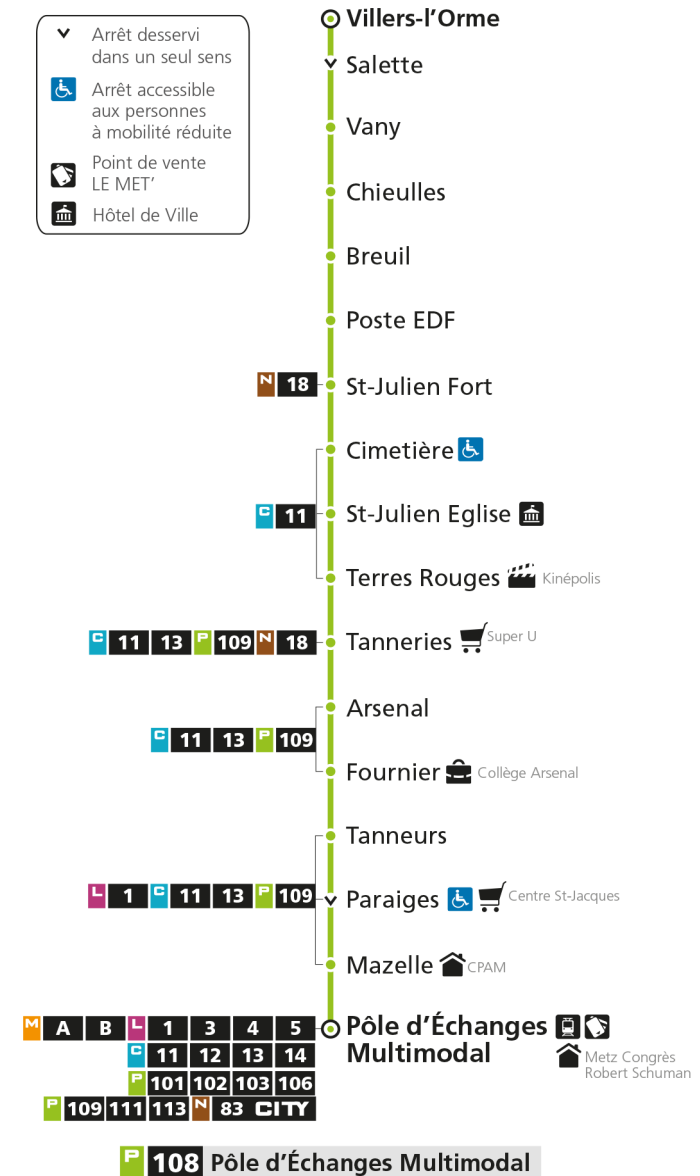 Arrêt desservi
dans un seul sens
Arrêt accessible
aux personnes
à mobilité réduite
Point de vente
LE MET’
Hôtel de Ville
Villers-l’Orme
Salette
Vany
Chieulles
Breuil
Poste EDF
N 18 St-Julien Fort
Cimetière
C 11 St-Julien Eglise
Terres Rouges Kinépolis
C 11 13 P 109 N 18 Tanneries Super U
Arsenal
C 11 13 P 109
Fournier Collège Arsenal
Tanneurs
L 1 C 11 13 P 109 Paraiges Centre St-Jacques
Mazelle CPAM
M A B L 1 3 4 5 Pôle d’Échanges
C 11 12 13 14 Multimodal Metz Congrès
P 101 102 103 106 Robert Schuman
P 109 111 113 N 83 CITY
P 108 Pôle d’Échanges Multimodal